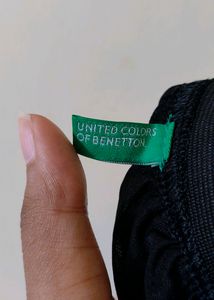 UNITED COLORS
OF BENETTON.